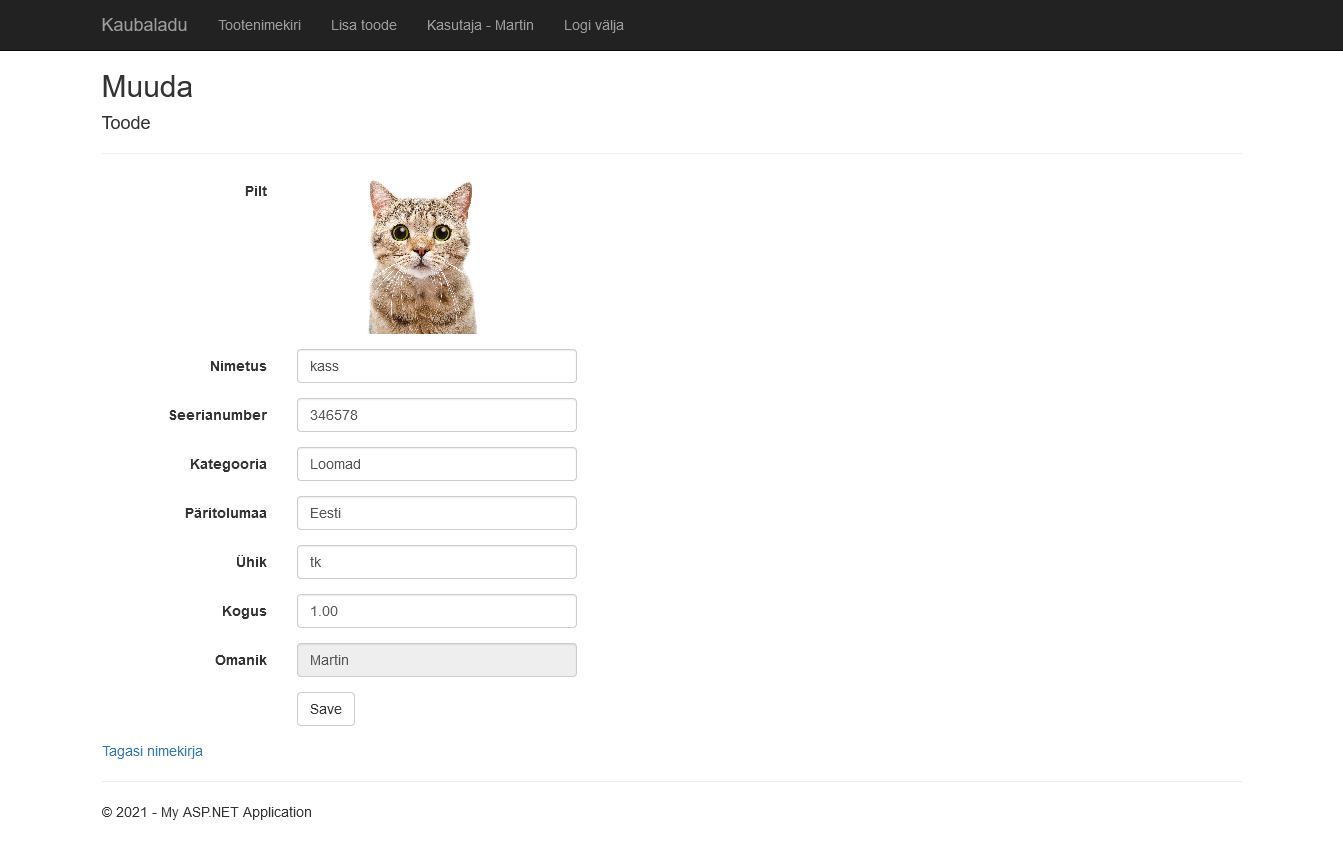 Kaubaladu Tootenimekiri Lisa toode Kasutaja - Martin Logi välja
Muuda
Toode
Pilt
Nimetus kass
Seerianumber 346578
Kategooria Loomad
Päritolumaa Eesti
Ühik tk
Kogus 1.00
Omanik Martin
Save
Tagasi nimekirja
© 2021 - My ASP.NET Application